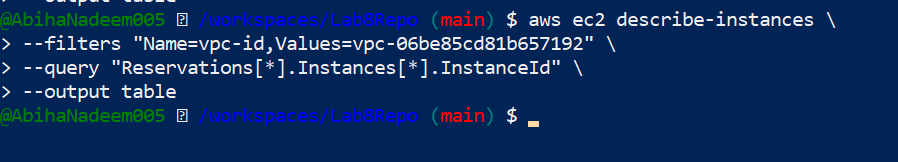 --output table
@AbihaNadeem005 /workspaces/Lab8Repo (main) $ aws ec2 describe-instances \
> --filters "Name=vpc-id,Values=vpc-06be85cd81b657192" \
> --query "Reservations[*].Instances[*].InstanceId" \
> --output table
@AbihaNadeem005 /workspaces/Lab8Repo (main) $